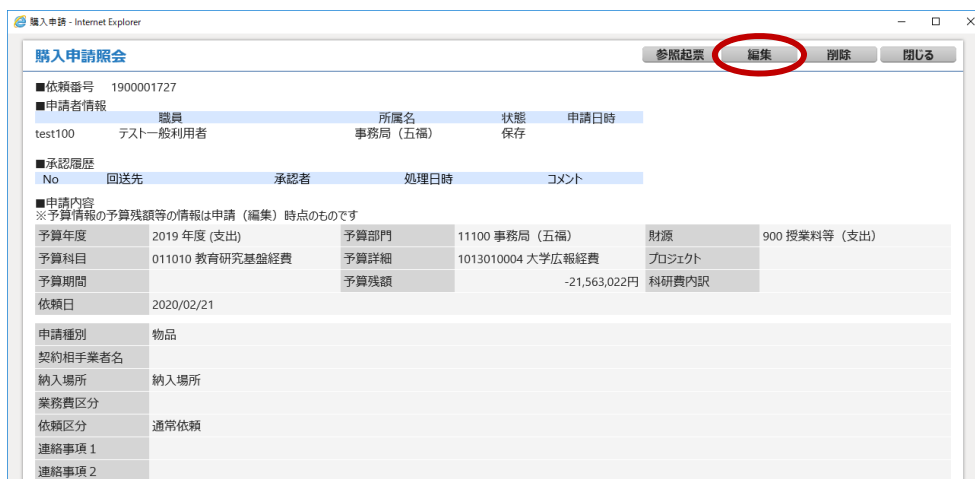 購入申請 - Internet Explorer
購入申請照会 参照起票 編集 削除 閉じる
■依頼番号 1900001727
■申請者情報
職員 所属名 状態 申請日時
test100 テスト一般利用者 事務局（五福） 保存
■承認履歴
No 回送先 承認者 処理日時 コメント
■申請内容
※予算情報の予算残額等の情報は申請（編集）時点のものです
予算年度 2019 年度 (支出) 予算部門 11100 事務局（五福） 財源 900 授業料等（支出）
予算科目 011010 教育研究基盤経費 予算詳細 1013010004 大学広報経費 プロジェクト
予算期間 予算残額 -21,563,022円 科研費内訳
依頼日 2020/02/21
申請種別 物品
契約相手業者名
納入場所 納入場所
業務費区分
依頼区分 通常依頼
連絡事項１
連絡事項２